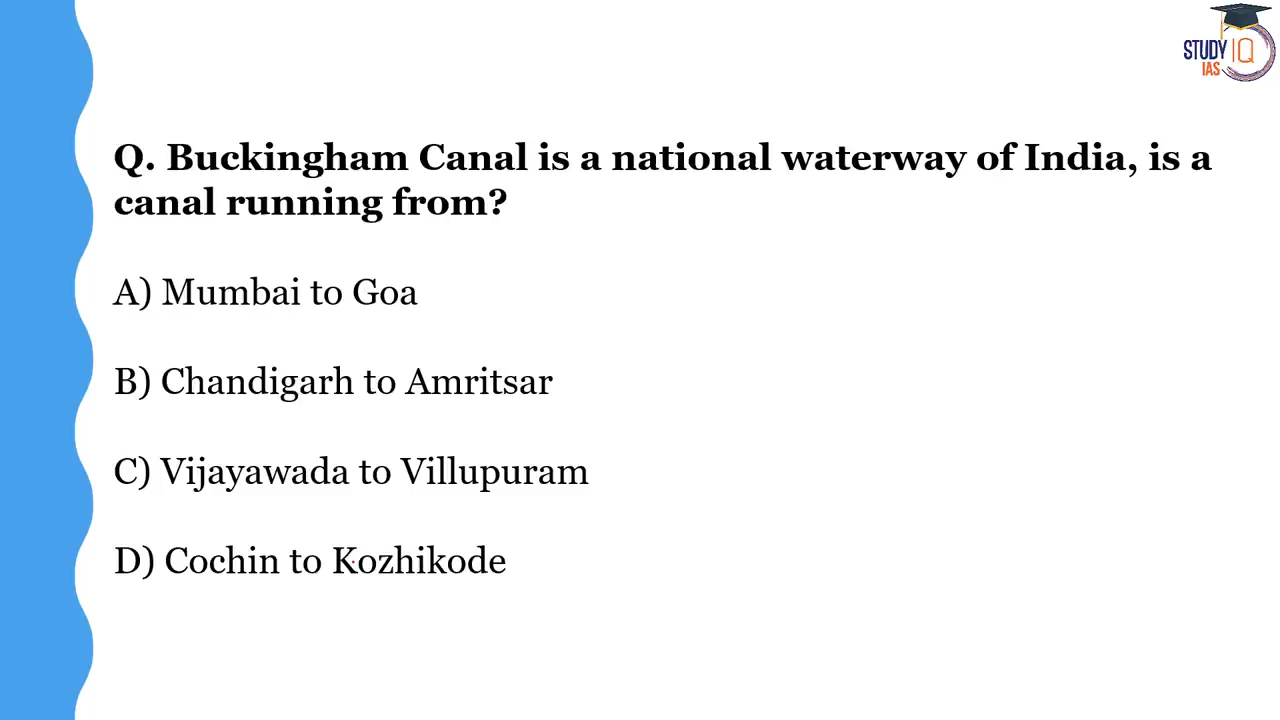 STUDY IQ
IAS
Q. Buckingham Canal is a national waterway of India, is a
canal running from?
A) Mumbai to Goa
B) Chandigarh to Amritsar
C) Vijayawada to Villupuram
D) Cochin to Kozhikode